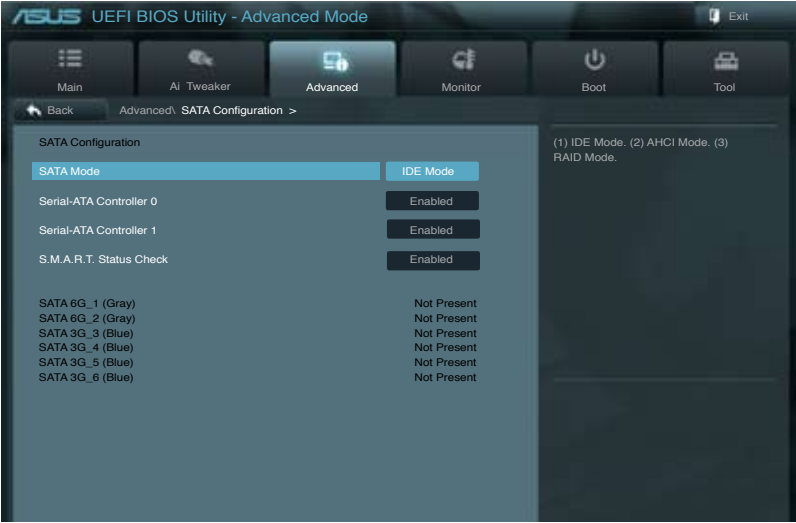 ASUS UEFI BIOS Utility - Advanced Mode
Exit
Main
Ai Tweaker
Advanced
Monitor
Boot
Tool
Back
Advanced\ SATA Configuration >
SATA Configuration
SATA Mode IDE Mode
Serial-ATA Controller 0 Enabled
Serial-ATA Controller 1 Enabled
S.M.A.R.T. Status Check Enabled
SATA 6G_1 (Gray) Not Present
SATA 6G_2 (Gray) Not Present
SATA 3G_3 (Blue) Not Present
SATA 3G_4 (Blue) Not Present
SATA 3G_5 (Blue) Not Present
SATA 3G_6 (Blue) Not Present
(1) IDE Mode. (2) AHCI Mode. (3)
RAID Mode.